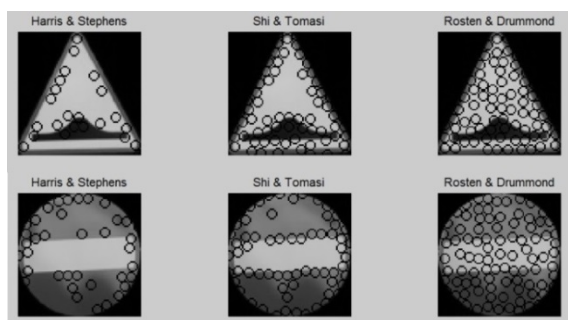 Harris & Stephens
Shi & Tomasi
Rosten & Drummond
Harris & Stephens
Shi & Tomasi
Rosten & Drummond